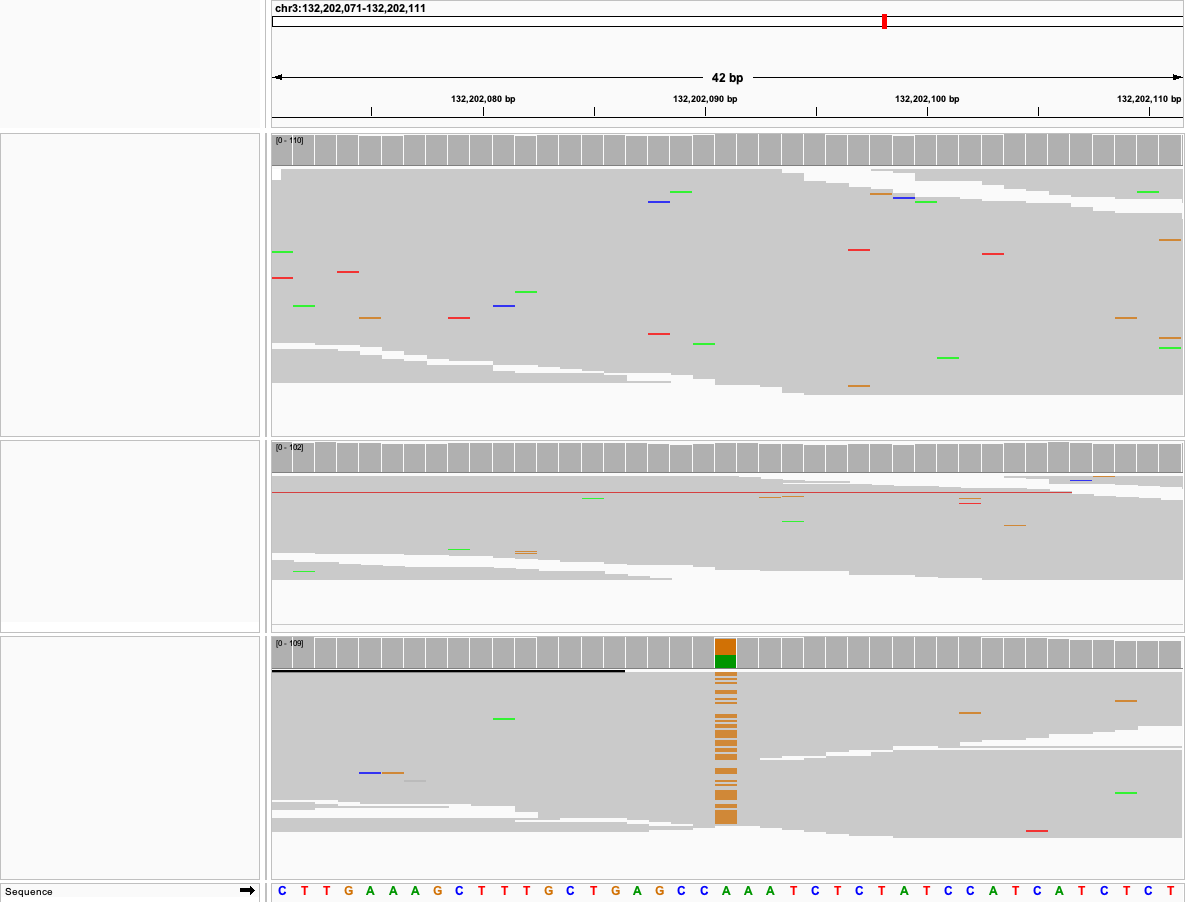 chr3:132,202,071-132,202,111
42 bp
132,202,080 bp 132,202,090 bp 132,202,100 bp 132,202,110 bp
[0 - 110]
[0 - 102]
[0 - 109]
Sequence C T T G A A A G C T T T G C T G A G C C A A A T C T C T A T C C A T C A T C T C T